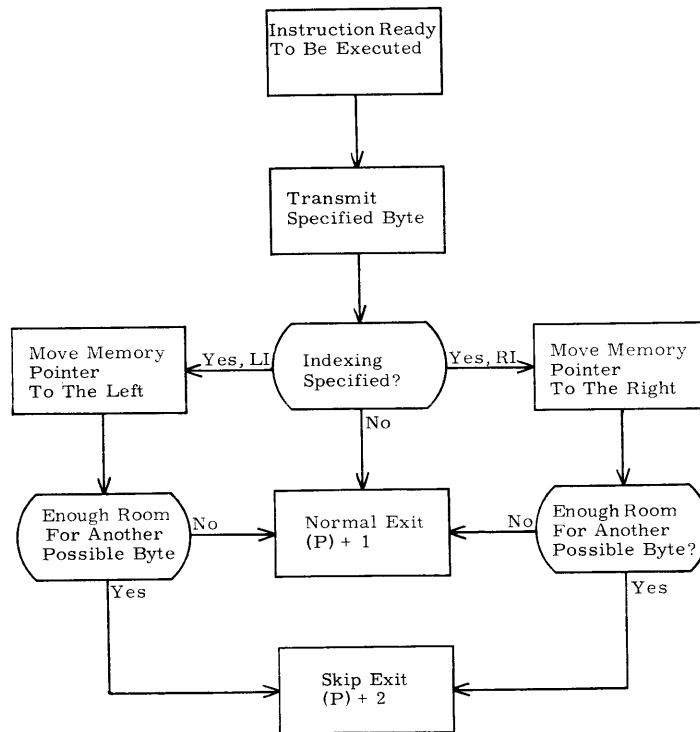 Instruction Ready
To Be Executed
Transmit
Specified Byte
Move Memory
Pointer
To The Left
Yes, LI
Indexing
Specified?
Yes, RI
Move Memory
Pointer
To The Right
No
Enough Room
For Another
Possible Byte
No
Normal Exit
(P) + 1
No
Enough Room
For Another
Possible Byte?
Yes
Yes
Skip Exit
(P) + 2